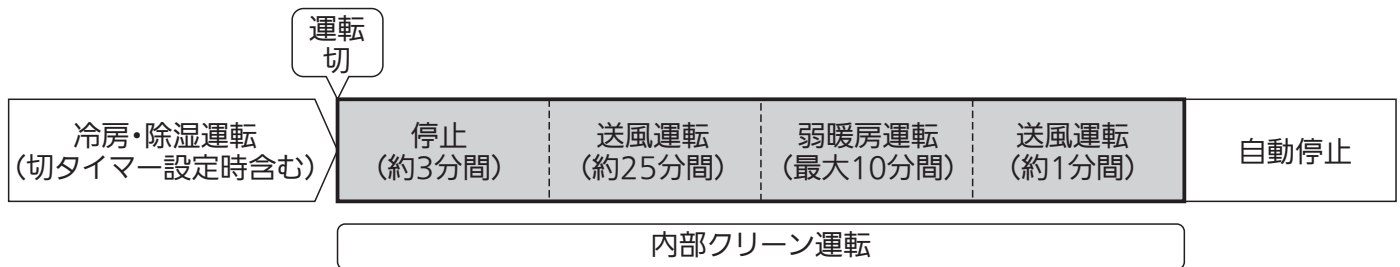 運転
切
冷房・除湿運転
(切タイマー設定時含む)
停止
(約3分間)
送風運転
(約25分間)
弱暖房運転
(最大10分間)
送風運転
(約1分間)
自動停止
内部クリーン運転